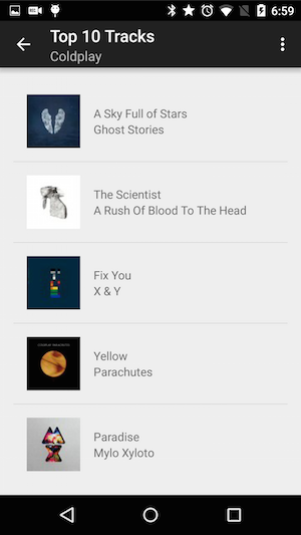 6:59
Top 10 Tracks
Coldplay
A Sky Full of Stars
Ghost Stories
The Scientist
A Rush Of Blood To The Head
Fix You
X & Y
Yellow
Parachutes
Paradise
Mylo Xyloto